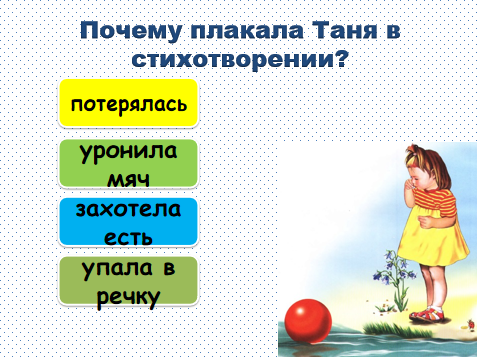 Почему плакала Таня в
стихотворении?
потерялась
уронила
мяч
захотела
есть
упала в
речку